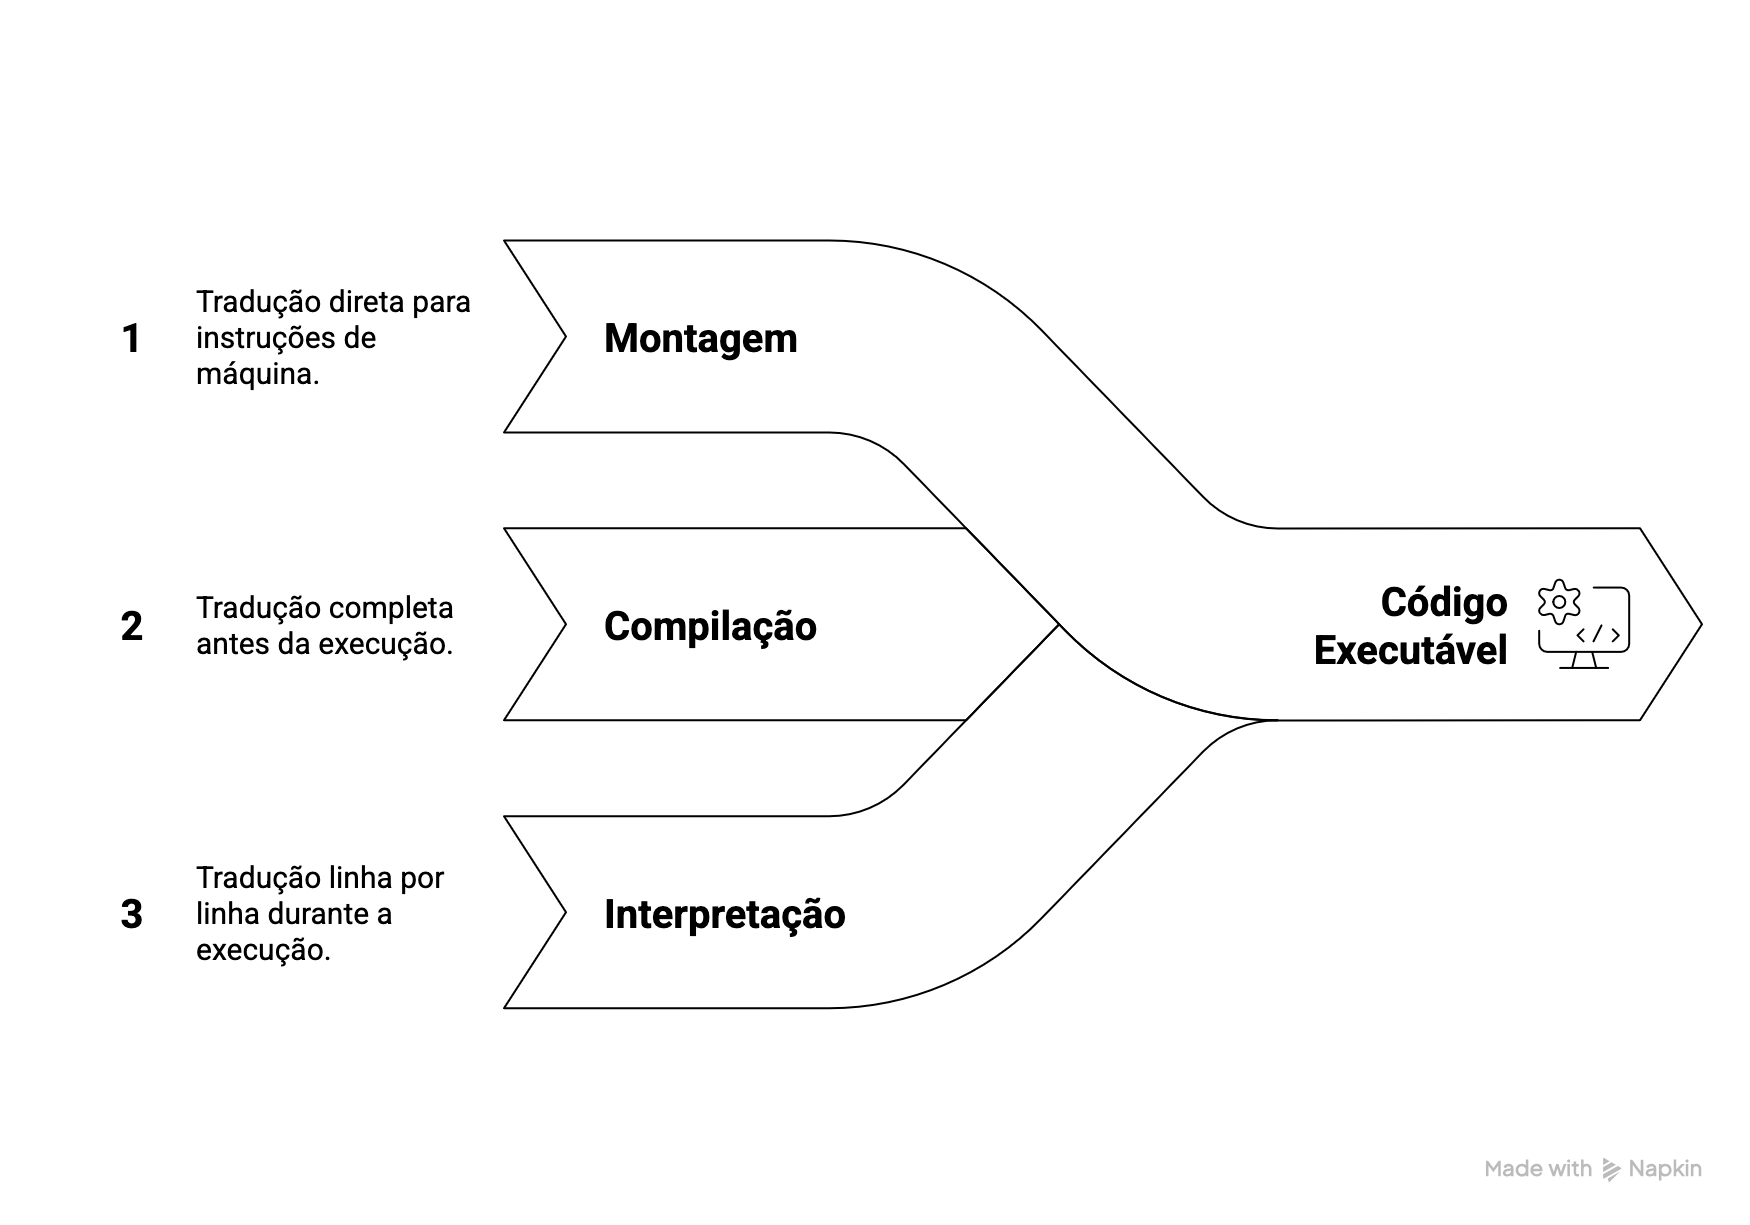 1
Tradução direta para
instruções de
máquina.
Montagem
2
Tradução completa
antes da execução.
Compilação
3
Tradução linha por
linha durante a
execução.
Interpretação
Código
Executável
</>
Made with Napkin